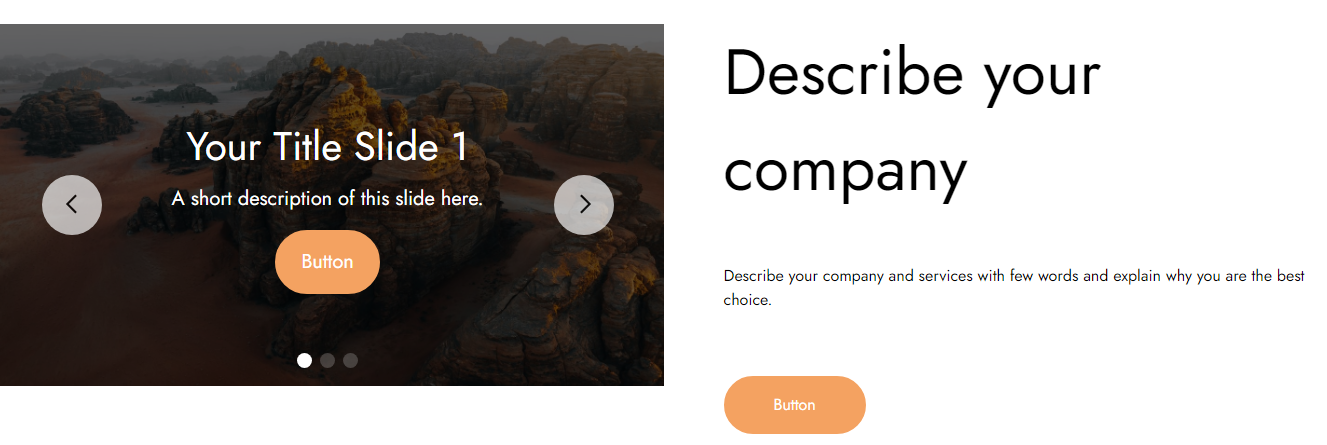 Your Title Slide 1
A short description of this slide here.
Button
Describe your
company
Describe your company and services with few words and explain why you are the best
choice.
Button